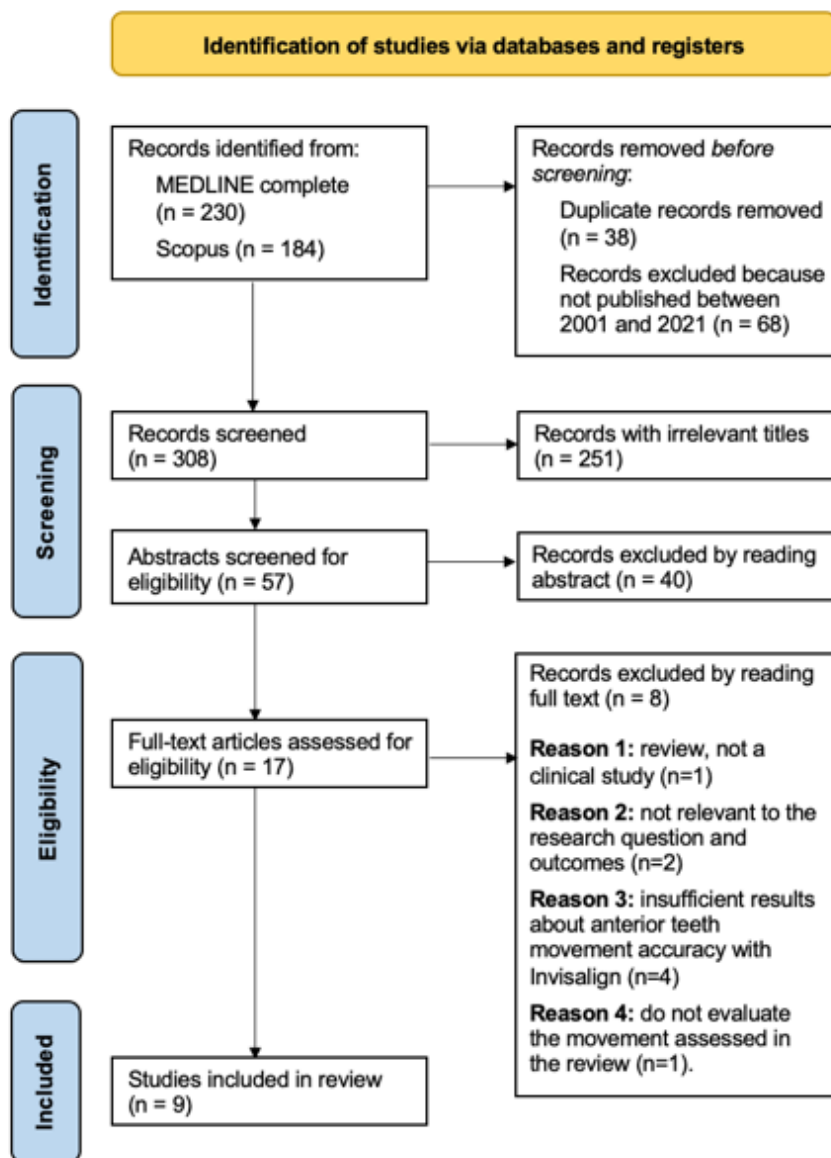 Identification of studies via databases and registers
Identification
Records identified from:
MEDLINE complete
(n = 230)
Scopus (n = 184)
Records removed before
screening:
Duplicate records removed
(n = 38)
Records excluded because
not published between
2001 and 2021 (n = 68)
Screening
Records screened
(n = 308)
Records with irrelevant titles
(n = 251)
Abstracts screened for
eligibility (n = 57)
Records excluded by reading
abstract (n = 40)
Eligibility
Full-text articles assessed for
eligibility (n = 17)
Records excluded by reading
full text (n = 8)
Reason 1: review, not a
clinical study (n=1)
Reason 2: not relevant to the
research question and
outcomes (n=2)
Reason 3: insufficient results
about anterior teeth
movement accuracy with
Invisalign (n=4)
Reason 4: do not evaluate
the movement assessed in
the review (n=1).
Included
Studies included in review
(n = 9)